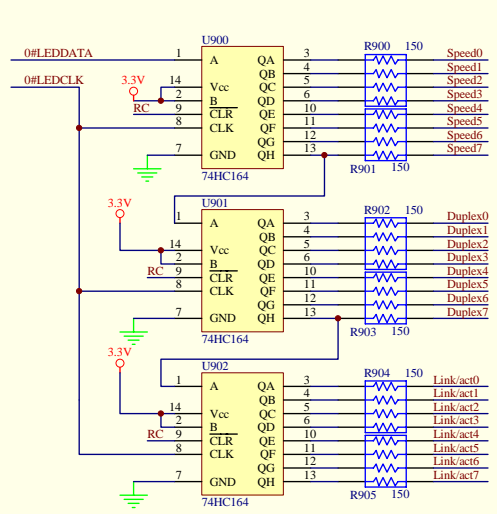 U900
R900 150
0#LEDDATA 1 A QA 3 Speed0
QB 4 Speed1
0#LEDCLK 3.3V 14 Vcc QC 5 Speed2
2 B QD 6 Speed3
RC 9 CLR QE 10 Speed4
8 CLK QF 11 Speed5
QG 12 Speed6
7 GND QH 13 Speed7
74HC164 R901 150
3.3V U901 R902 150
1 A QA 3 Duplex0
QB 4 Duplex1
14 Vcc QC 5 Duplex2
2 B QD 6 Duplex3
RC 9 CLR QE 10 Duplex4
8 CLK QF 11 Duplex5
QG 12 Duplex6
7 GND QH 13 Duplex7
74HC164 R903 150
3.3V U902 R904 150
1 A QA 3 Link/act0
QB 4 Link/act1
14 Vcc QC 5 Link/act2
2 B QD 6 Link/act3
RC 9 CLR QE 10 Link/act4
8 CLK QF 11 Link/act5
QG 12 Link/act6
7 GND QH 13 Link/act7
74HC164 R905 150